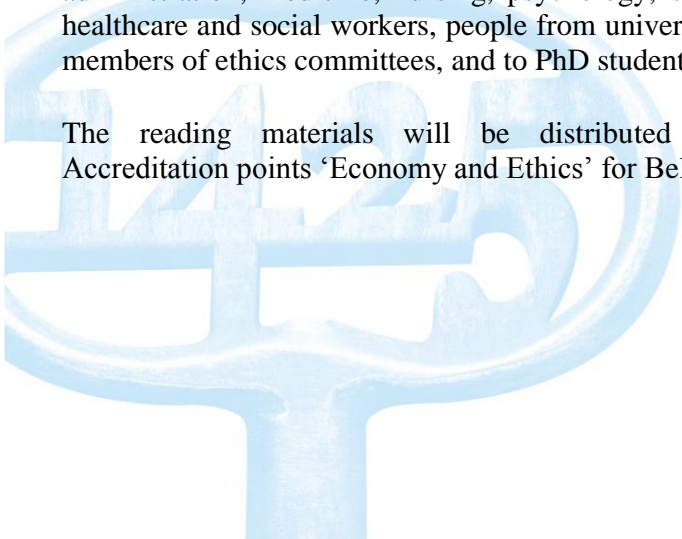 healthcare and social workers, people from univer
members of ethics committees, and to PhD student
The reading materials will be distributed
Accreditation points ‘Economy and Ethics’ for Bel
1425